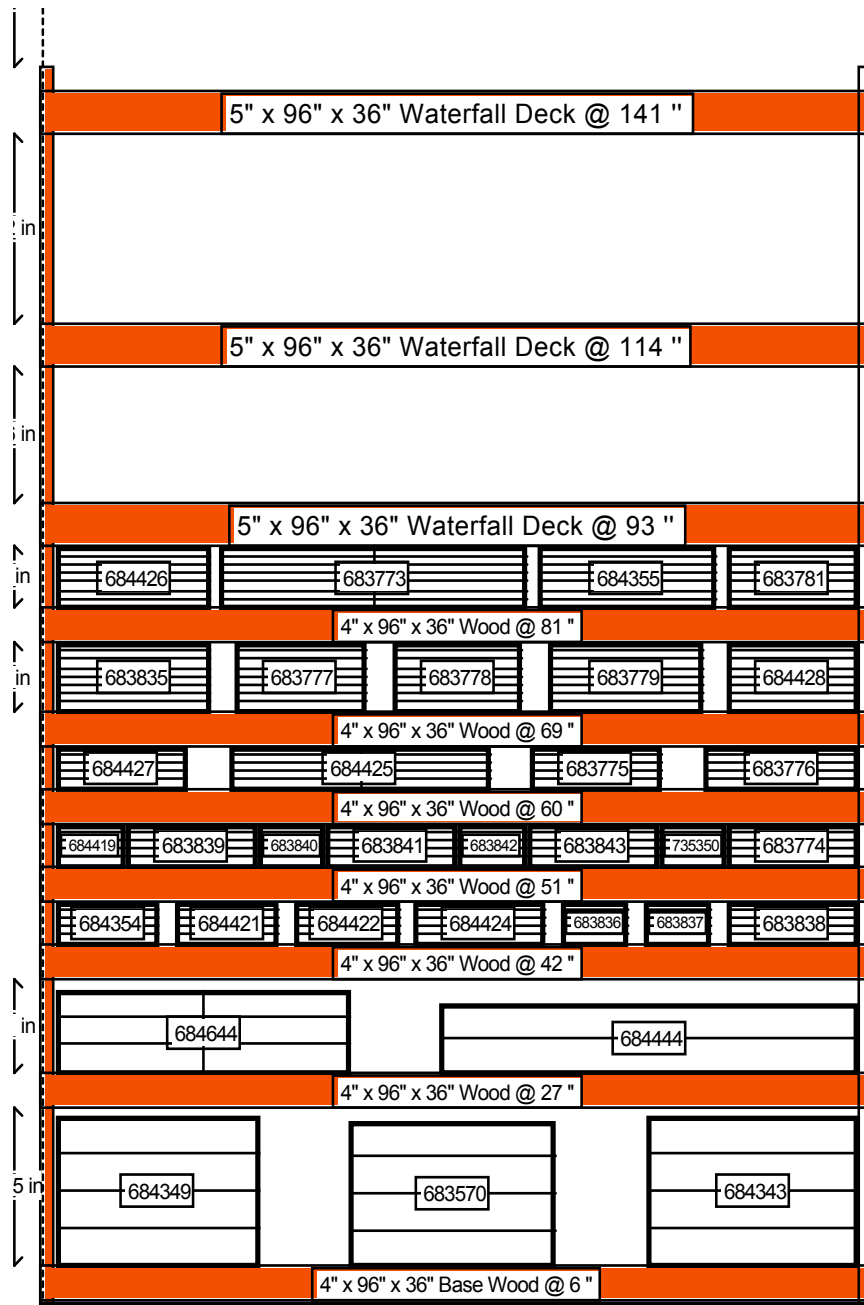 5" x 96" x 36" Waterfall Deck @ 141 "
in
5" x 96" x 36" Waterfall Deck @ 114 "
in
5" x 96" x 36" Waterfall Deck @ 93 "
in 684426 683773 684355 683781
4" x 96" x 36" Wood @ 81 "
in 683835 683777 683778 683779 684428
4" x 96" x 36" Wood @ 69 "
684427 684425 683775 683776
4" x 96" x 36" Wood @ 60 "
684419 683839 683840 683841 683842 683843 735350 683774
4" x 96" x 36" Wood @ 51 "
684354 684421 684422 684424 683836 683837 683838
4" x 96" x 36" Wood @ 42 "
in 684644 684444
4" x 96" x 36" Wood @ 27 "
5 in 684349 683570 684343
4" x 96" x 36" Base Wood @ 6 "